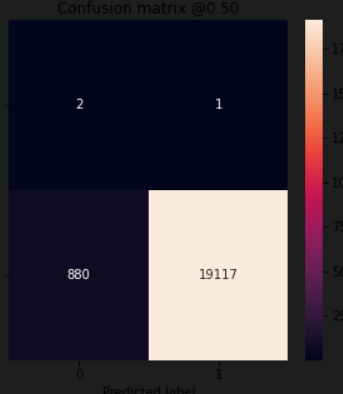 Confusion matrix @0.50
2 1
880 19117
0 1
Predicted label